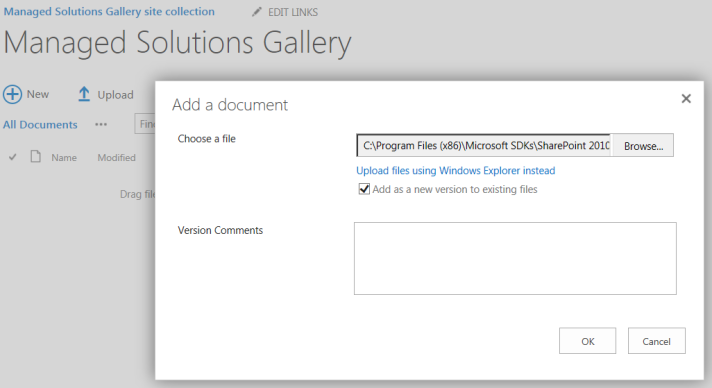 Managed Solutions Gallery site collection
EDIT LINKS
Managed Solutions Gallery
New
Upload
All Documents
•••
Name
Modified
Drag
Add a document
Choose a file
C:\Program Files (x86)\Microsoft SDKs\SharePoint 2010
Browse...
Upload files using Windows Explorer instead
Add as a new version to existing files
Version Comments
OK
Cancel